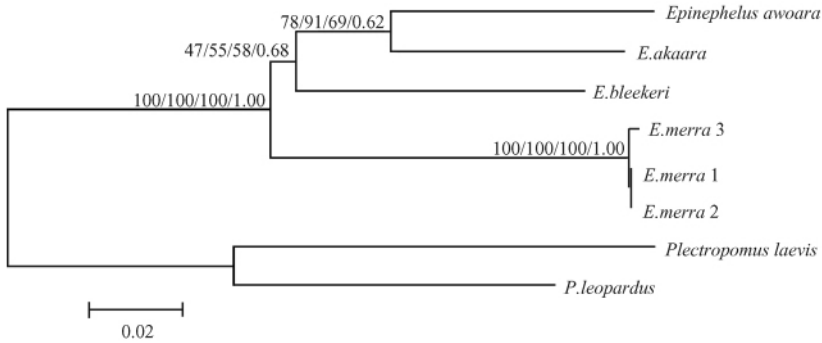 78/91/69/0.62
Epinephelus awoara
47/55/58/0.68
E.akaara
E.bleekeri
100/100/100/1.00
E.merra 3
100/100/100/1.00
E.merra 1
E.merra 2
Plectropomus laevis
P.leopardus
0.02